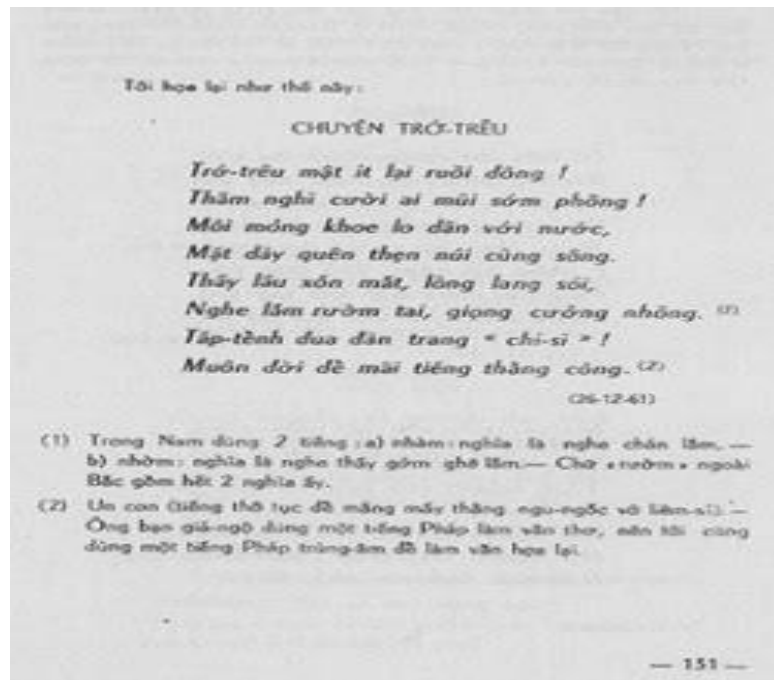 Tôi họa lại như thế này:
CHUYỆN TRỚ-TRÊU
Trớ-trêu mật ít lại ruồi đông !
Thầm nghĩ cười ai mũi sớm phồng !
Môi mỏng khoe lo dân với nước,
Mặt dầy quên thẹn núi cùng sông.
Thấy lâu xốn mắt, lòng lang sói,
Nghe lắm rườm tai, giọng cưỡng nhồng. (1)
Tấp-tềnh đua đàn trang « chí-sĩ » !
Muôn đời để mãi tiếng thằng công. (2)
(26-12-61)
(1) Trong Nam dùng 2 tiếng : a) nhàm : nghĩa là nghe chán lắm. —
b) nhờm : nghĩa là nghe thấy gớm ghê lắm. — Chữ « rườm » ngoài
Bắc gồm hết 2 nghĩa ấy.
(2) Un con (tiếng thô tục để mắng mấy thằng ngu-ngốc vô liêm-sỉ). —
Ông bạn giả-ngộ dùng một tiếng Pháp làm văn thơ, nên tôi cũng
dùng một tiếng Pháp trùng-âm để làm văn họa lại.
— 151 —